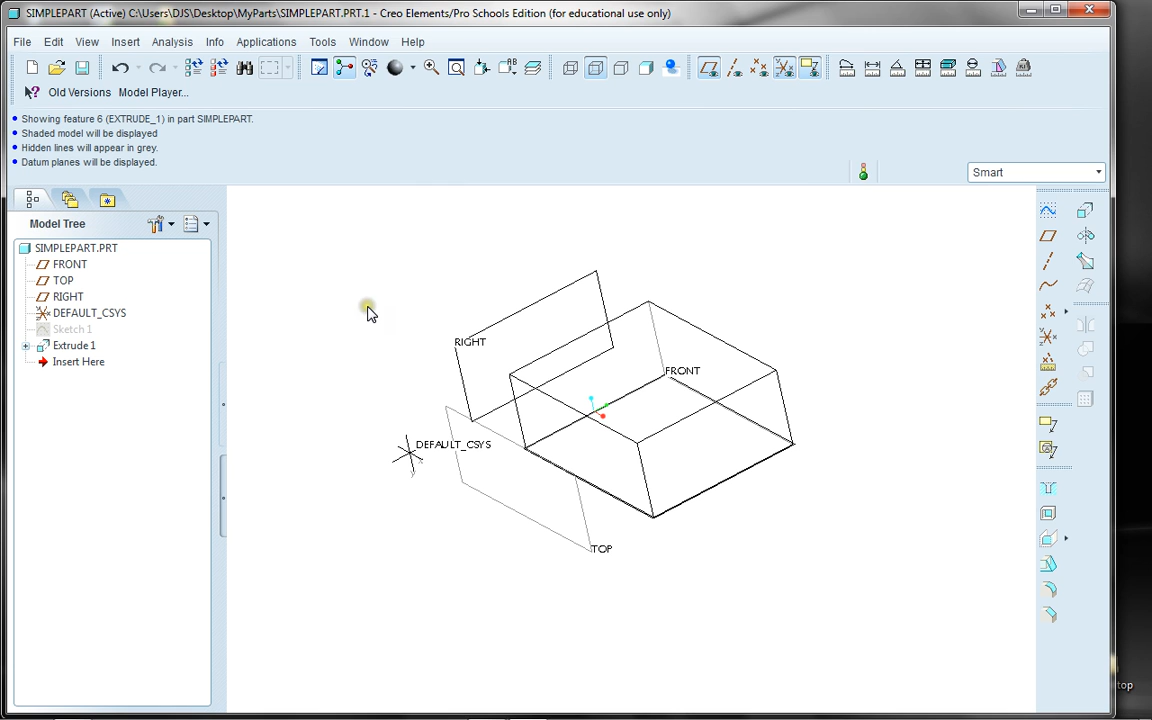 SIMPLEPART (Active) C:\Users\DJS\Desktop\MyParts\SIMPLEPART.PRT.1 - Creo Elements/Pro Schools Edition (for educational use only)
File Edit View Insert Analysis Info Applications Tools Window Help
Old Versions Model Player...
Showing feature 6 (EXTRUDE_1) in part SIMPLEPART.
Shaded model will be displayed
Hidden lines will appear in grey.
Datum planes will be displayed.
Smart
Model Tree
SIMPLEPART.PRT
FRONT
TOP
RIGHT
DEFAULT_CSYS
Sketch 1
Extrude 1
Insert Here
RIGHT
FRONT
DEFAULT_CSYS
TOP
top